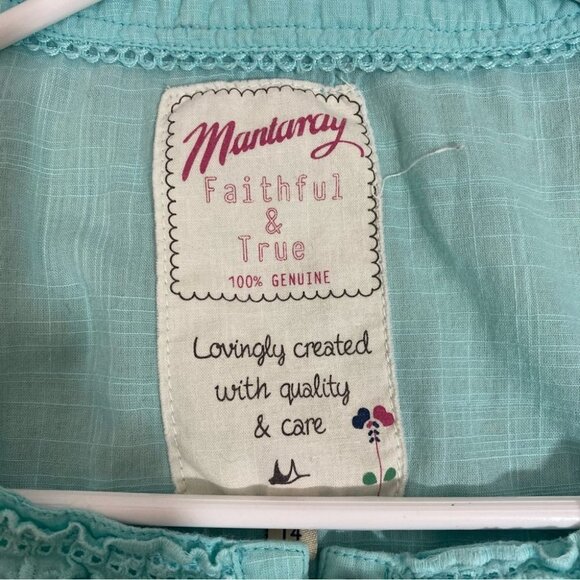 Mantaray
Faithful
&
True
100% GENUINE
Lovingly created
with quality
& care
14